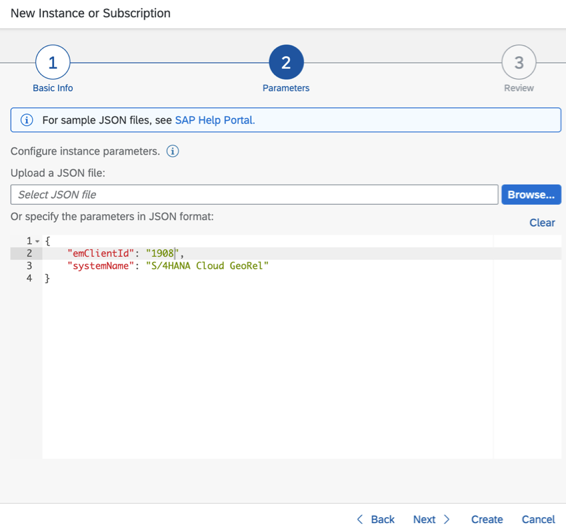 New Instance or Subscription
1
2
3
Basic Info
Parameters
Review
For sample JSON files, see SAP Help Portal.
Configure instance parameters.
Upload a JSON file:
Select JSON file
Browse...
Or specify the parameters in JSON format:
Clear
1 {
2 "emClientId": "1908",
3 "systemName": "S/4HANA Cloud GeoRel"
4 }
< Back Next > Create Cancel